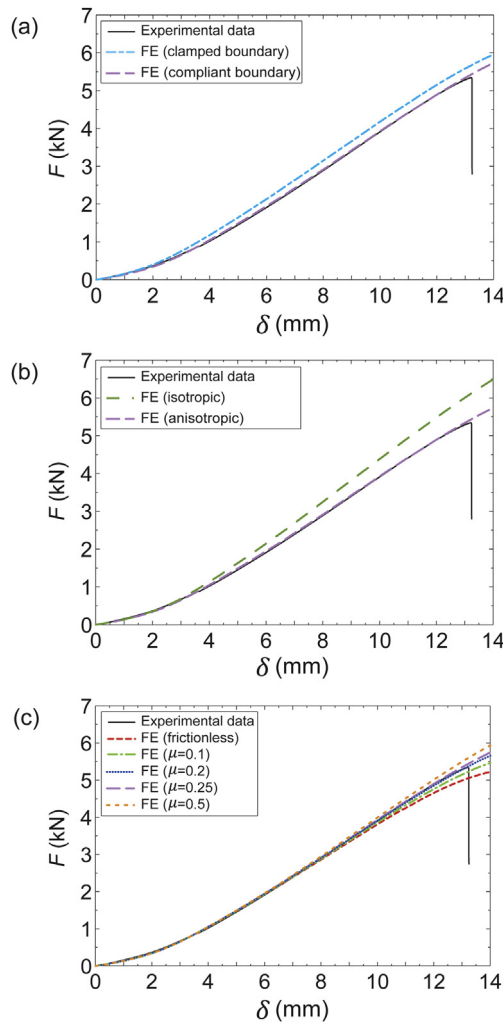 (a)
Experimental data
FE (clamped boundary)
FE (compliant boundary)
7
6
5
4
3
2
1
0
F (kN)
0 2 4 6 8 10 12 14
δ (mm)
(b)
Experimental data
FE (isotropic)
FE (anisotropic)
7
6
5
4
3
2
1
0
F (kN)
0 2 4 6 8 10 12 14
δ (mm)
(c)
Experimental data
FE (frictionless)
FE (μ=0.1)
FE (μ=0.2)
FE (μ=0.25)
FE (μ=0.5)
7
6
5
4
3
2
1
0
F (kN)
0 2 4 6 8 10 12 14
δ (mm)